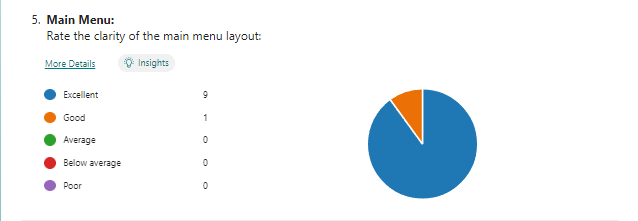 5. Main Menu:
Rate the clarity of the main menu layout:
More Details Insights
Excellent 9
Good 1
Average 0
Below average 0
Poor 0